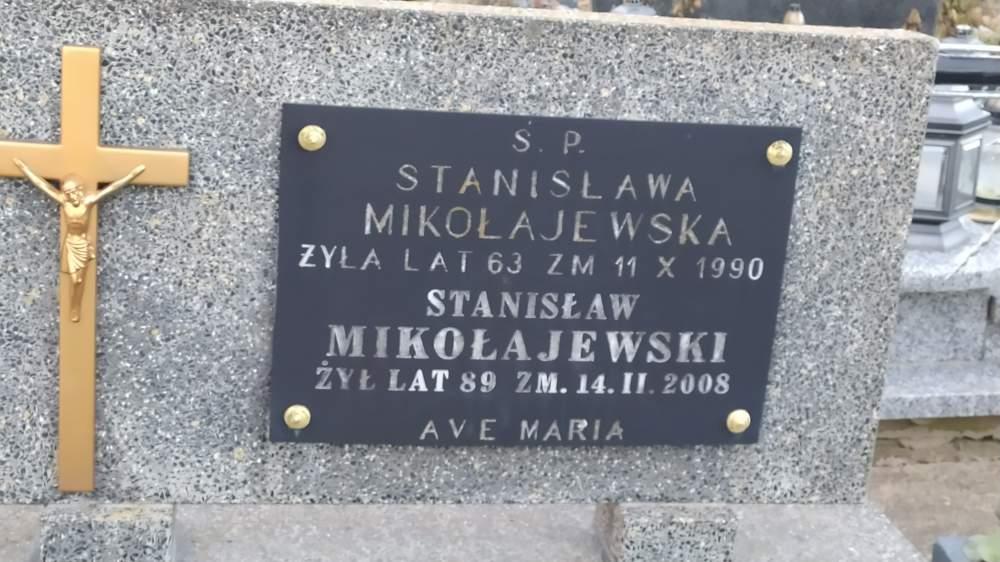 Ś. P.
STANISŁAWA
MIKOŁAJEWSKA
ŻYŁA LAT 63 ZM 11 X 1990
STANISŁAW
MIKOŁAJEWSKI
ŻYŁ LAT 89 ZM. 14. II. 2008
AVE MARIA